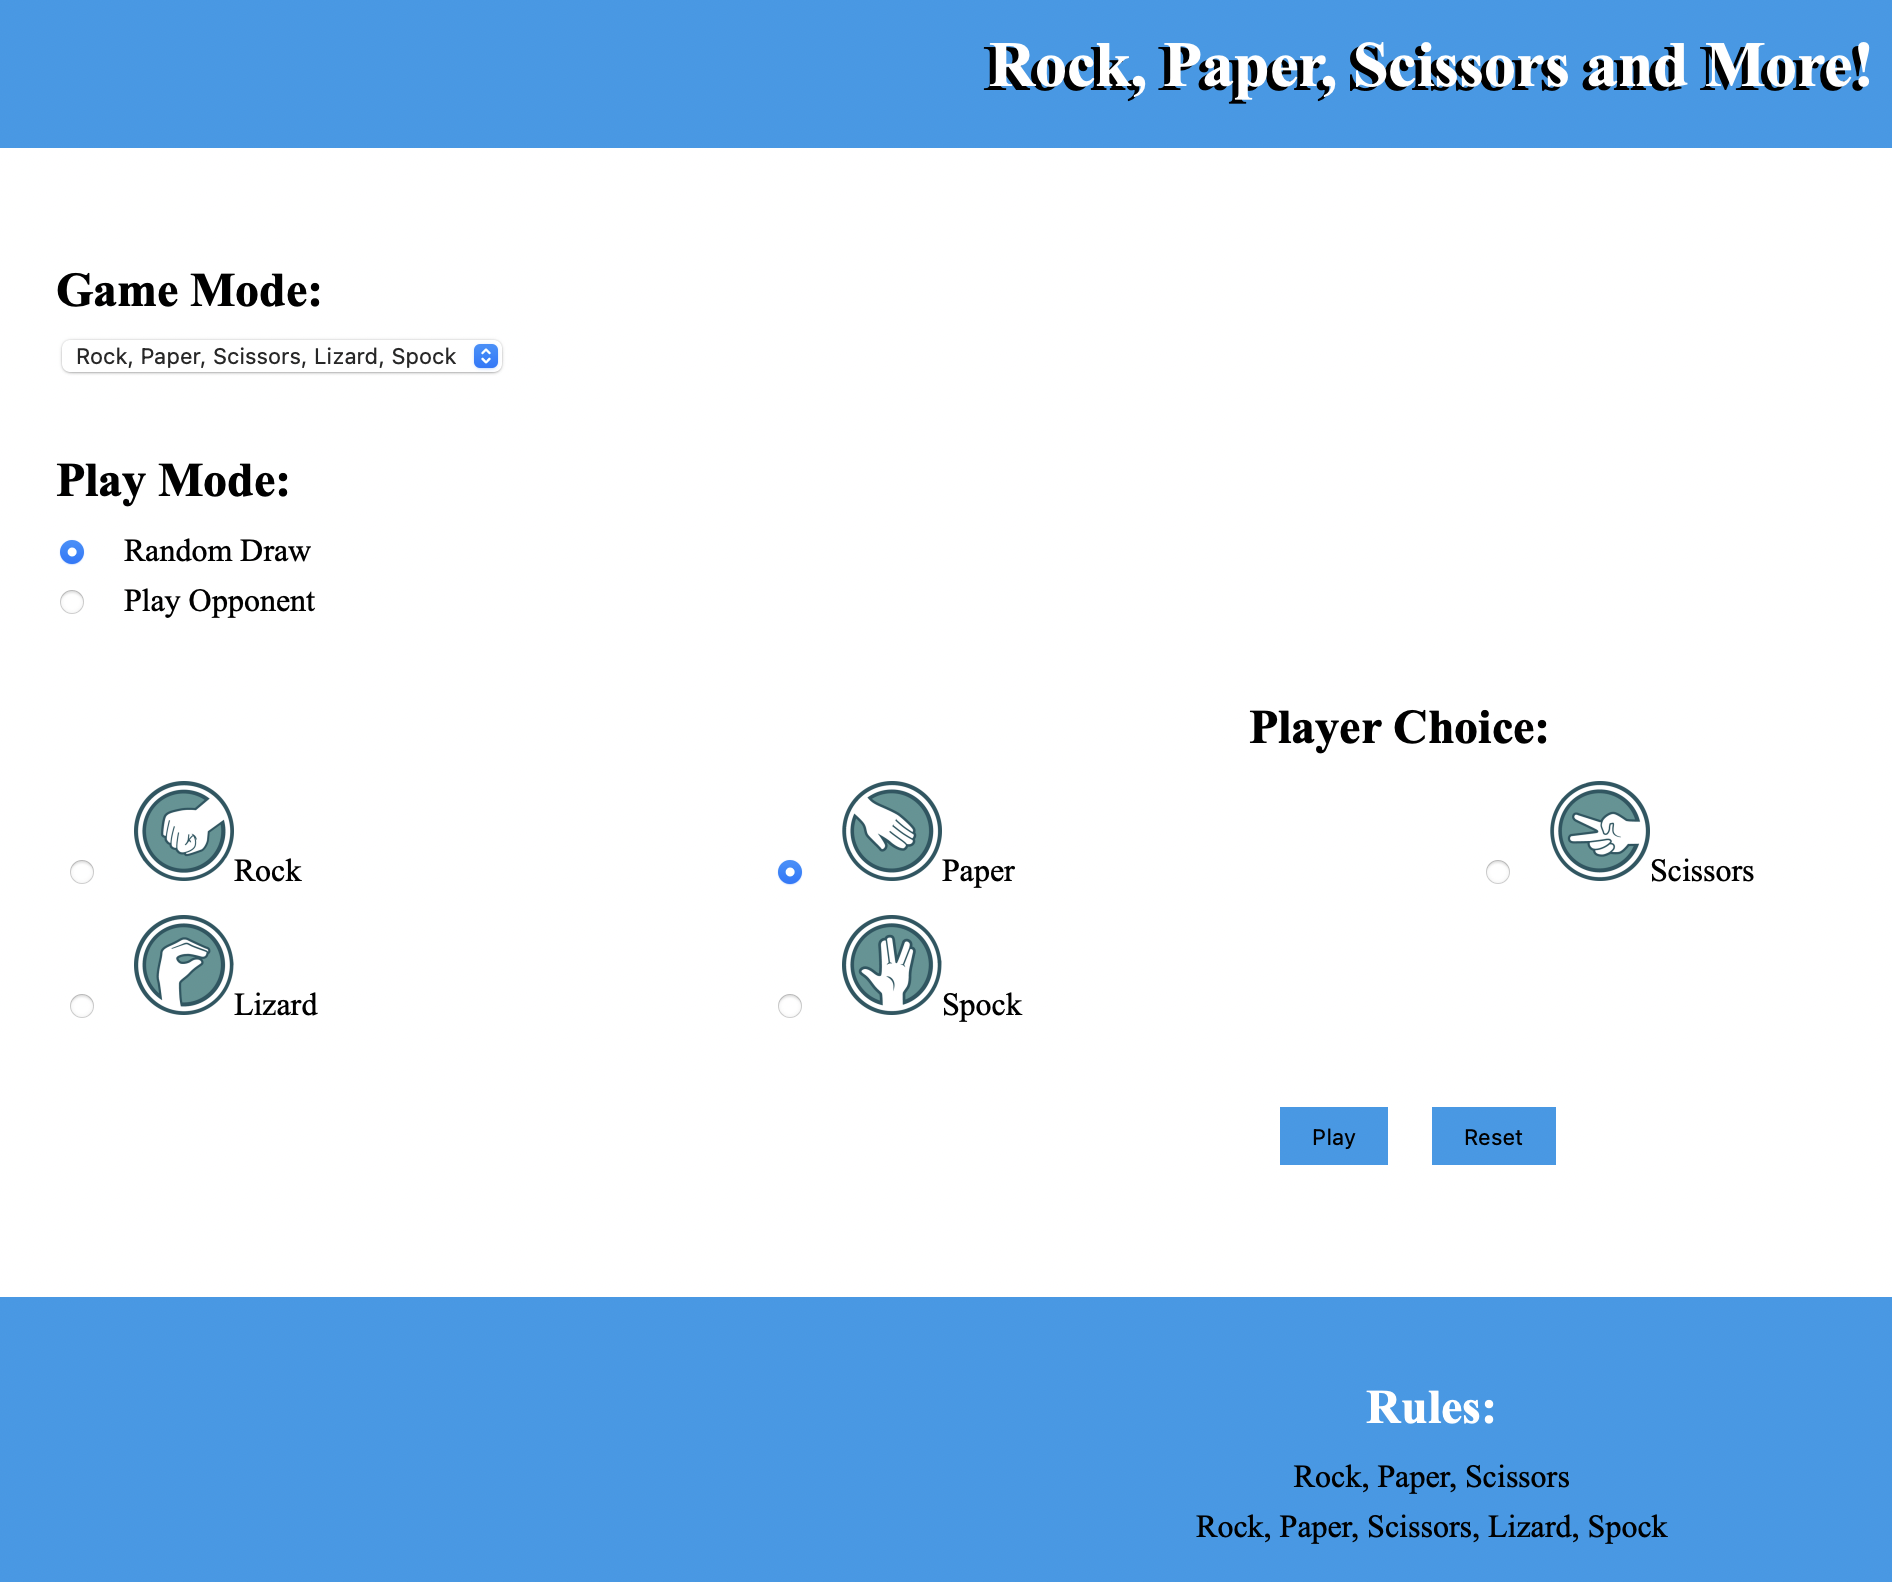 Rock, Paper, Scissors and More!
Game Mode:
Rock, Paper, Scissors, Lizard, Spock
Play Mode:
Random Draw
Play Opponent
Player Choice:
Rock
Paper
Scissors
Lizard
Spock
Play
Reset
Rules:
Rock, Paper, Scissors
Rock, Paper, Scissors, Lizard, Spock